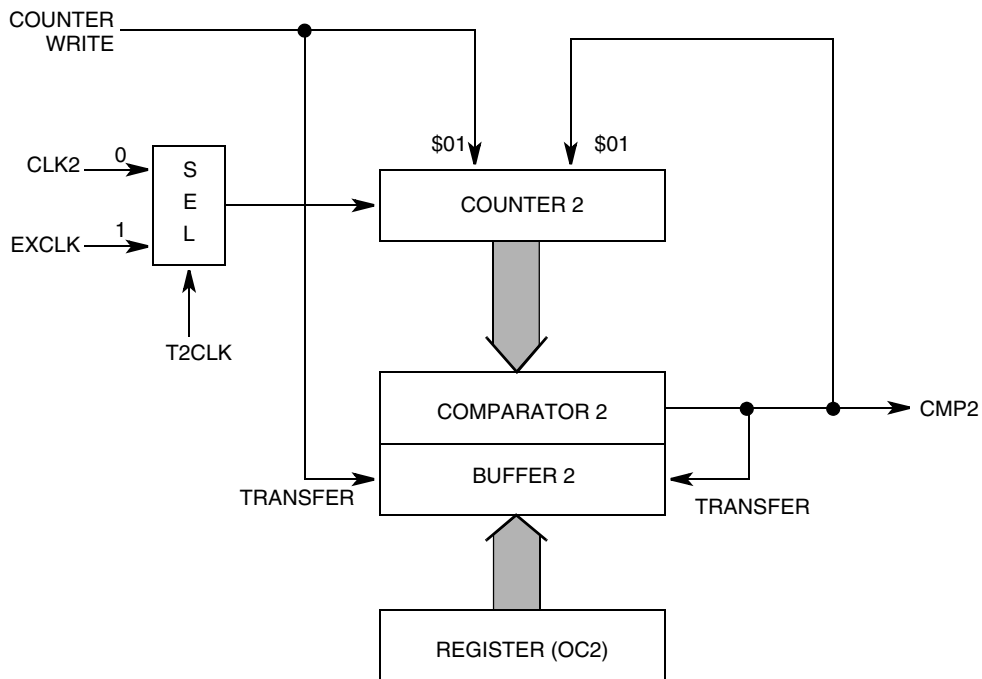 COUNTER
WRITE
$01
$01
0
CLK2
S
E
L
COUNTER 2
1
EXCLK
T2CLK
COMPARATOR 2
CMP2
BUFFER 2
TRANSFER
TRANSFER
REGISTER (OC2)